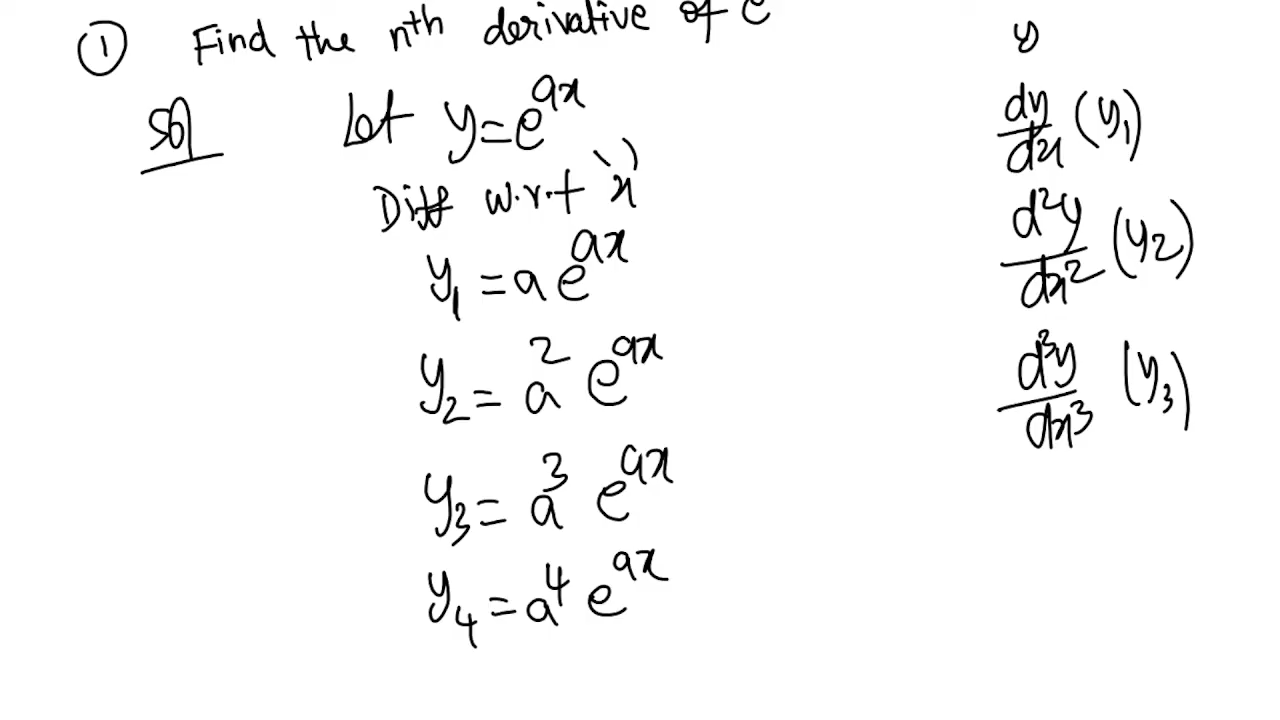 ① Find the nth derivative of e
Sol Let y = e^{ax}
Diff w.r.t 'x'
y₁ = a e^{ax}
y₂ = a² e^{ax}
y₃ = a³ e^{ax}
y₄ = a⁴ e^{ax}
y
dy/dx (y₁)
d²y/dx² (y₂)
d³y/dx³ (y₃)